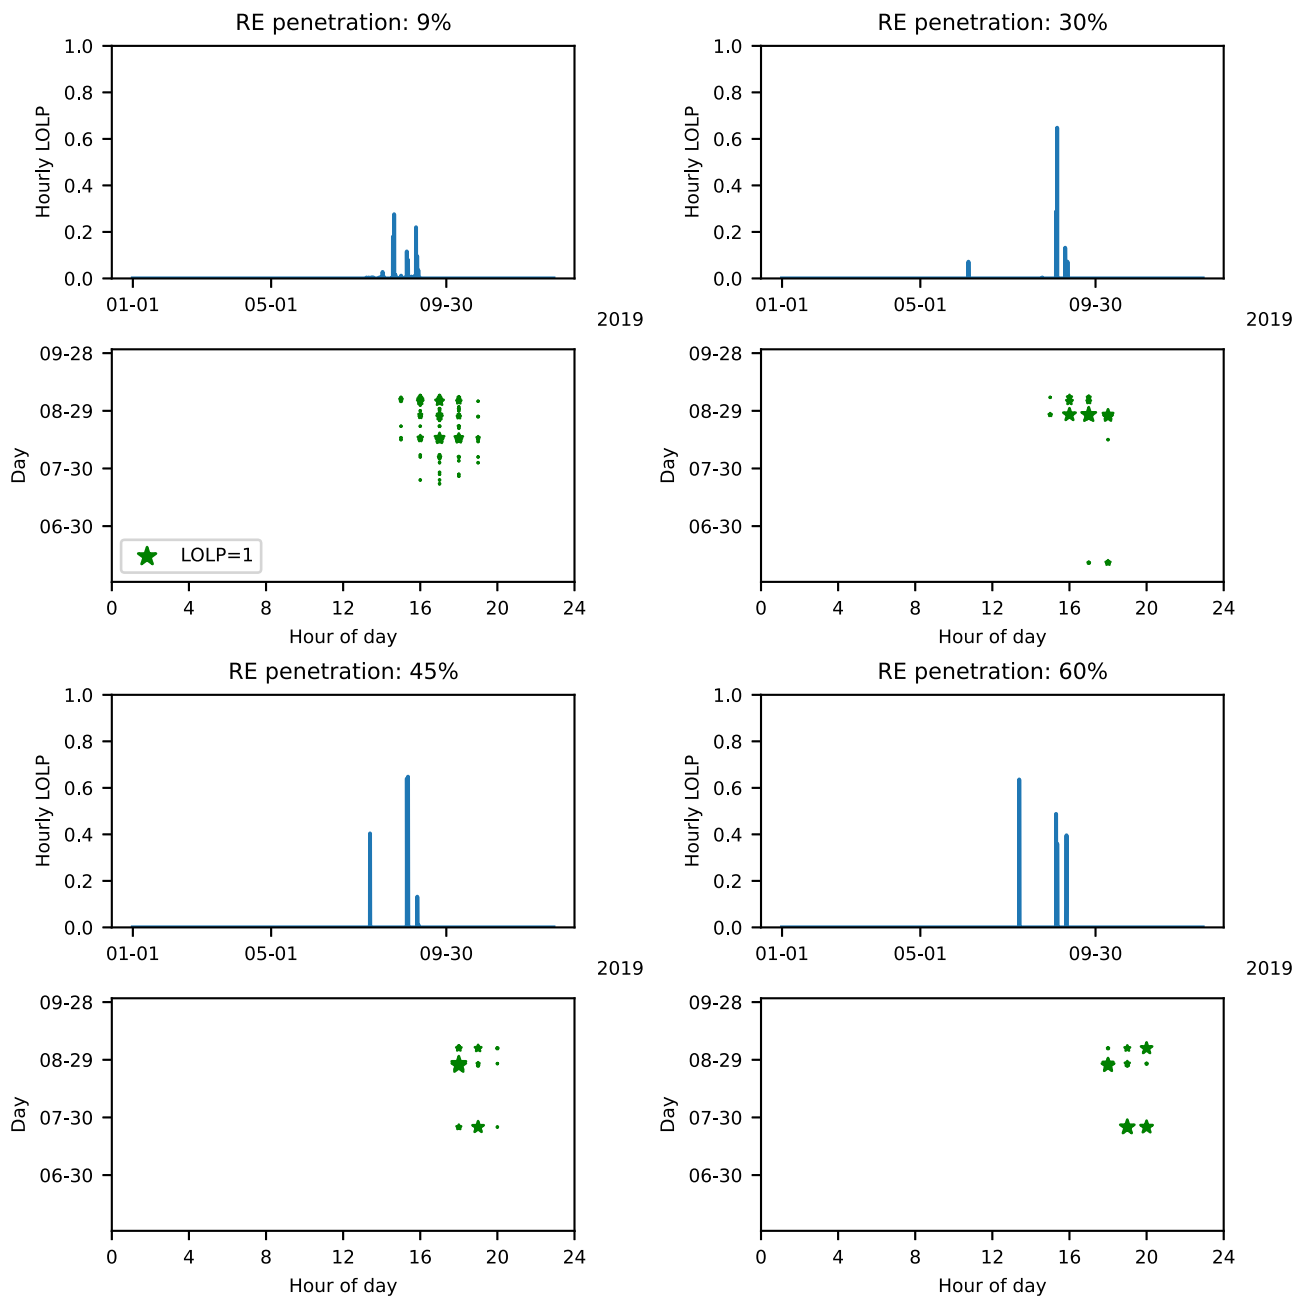 RE penetration: 9%
1.0
0.8
0.6
0.4
0.2
0.0
Hourly LOLP
01-01 05-01 09-30
2019
09-28
08-29
07-30
06-30
Day
LOLP=1
0 4 8 12 16 20 24
Hour of day
RE penetration: 30%
1.0
0.8
0.6
0.4
0.2
0.0
Hourly LOLP
01-01 05-01 09-30
2019
09-28
08-29
07-30
06-30
Day
0 4 8 12 16 20 24
Hour of day
RE penetration: 45%
1.0
0.8
0.6
0.4
0.2
0.0
Hourly LOLP
01-01 05-01 09-30
2019
09-28
08-29
07-30
06-30
Day
0 4 8 12 16 20 24
Hour of day
RE penetration: 60%
1.0
0.8
0.6
0.4
0.2
0.0
Hourly LOLP
01-01 05-01 09-30
2019
09-28
08-29
07-30
06-30
Day
0 4 8 12 16 20 24
Hour of day